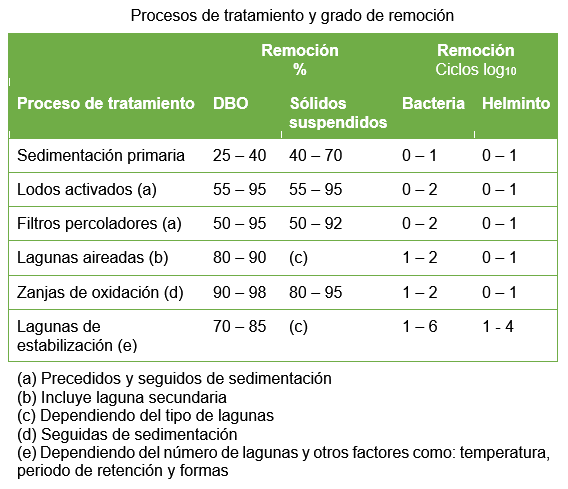 Procesos de tratamiento y grado de remoción
Remoción Remoción
% Ciclos log10
Proceso de tratamiento DBO Sólidos suspendidos Bacteria Helminto
Sedimentación primaria 25 – 40 40 – 70 0 – 1 0 – 1
Lodos activados (a) 55 – 95 55 – 95 0 – 2 0 – 1
Filtros percoladores (a) 50 – 95 50 – 92 0 – 2 0 – 1
Lagunas aireadas (b) 80 – 90 (c) 1 – 2 0 – 1
Zanjas de oxidación (d) 90 – 98 80 – 95 1 – 2 0 – 1
Lagunas de 70 – 85 (c) 1 – 6 1 - 4
estabilización (e)
(a) Precedidos y seguidos de sedimentación
(b) Incluye laguna secundaria
(c) Dependiendo del tipo de lagunas
(d) Seguidas de sedimentación
(e) Dependiendo del número de lagunas y otros factores como: temperatura,
periodo de retención y formas